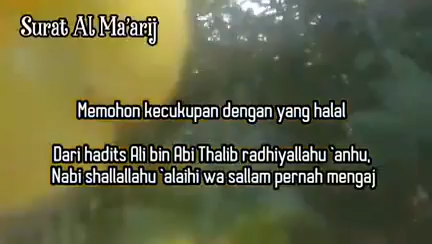 Surat Al Ma'arij
Memohon kecukupan dengan yang halal
Dari hadits Ali bin Abi Thalib radhiyallahu `anhu,
Nabi shallallahu `alaihi wa sallam pernah mengaj